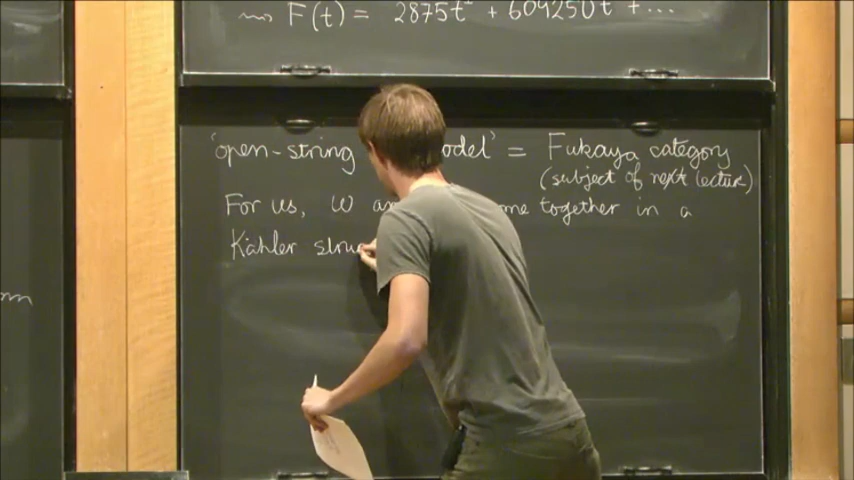 ⇝ F(t) = 2875t + 609250t + ...
'open-string odel' = Fukaya category
(subject of next lecture)
For us, ω me together in a
Kähler stru